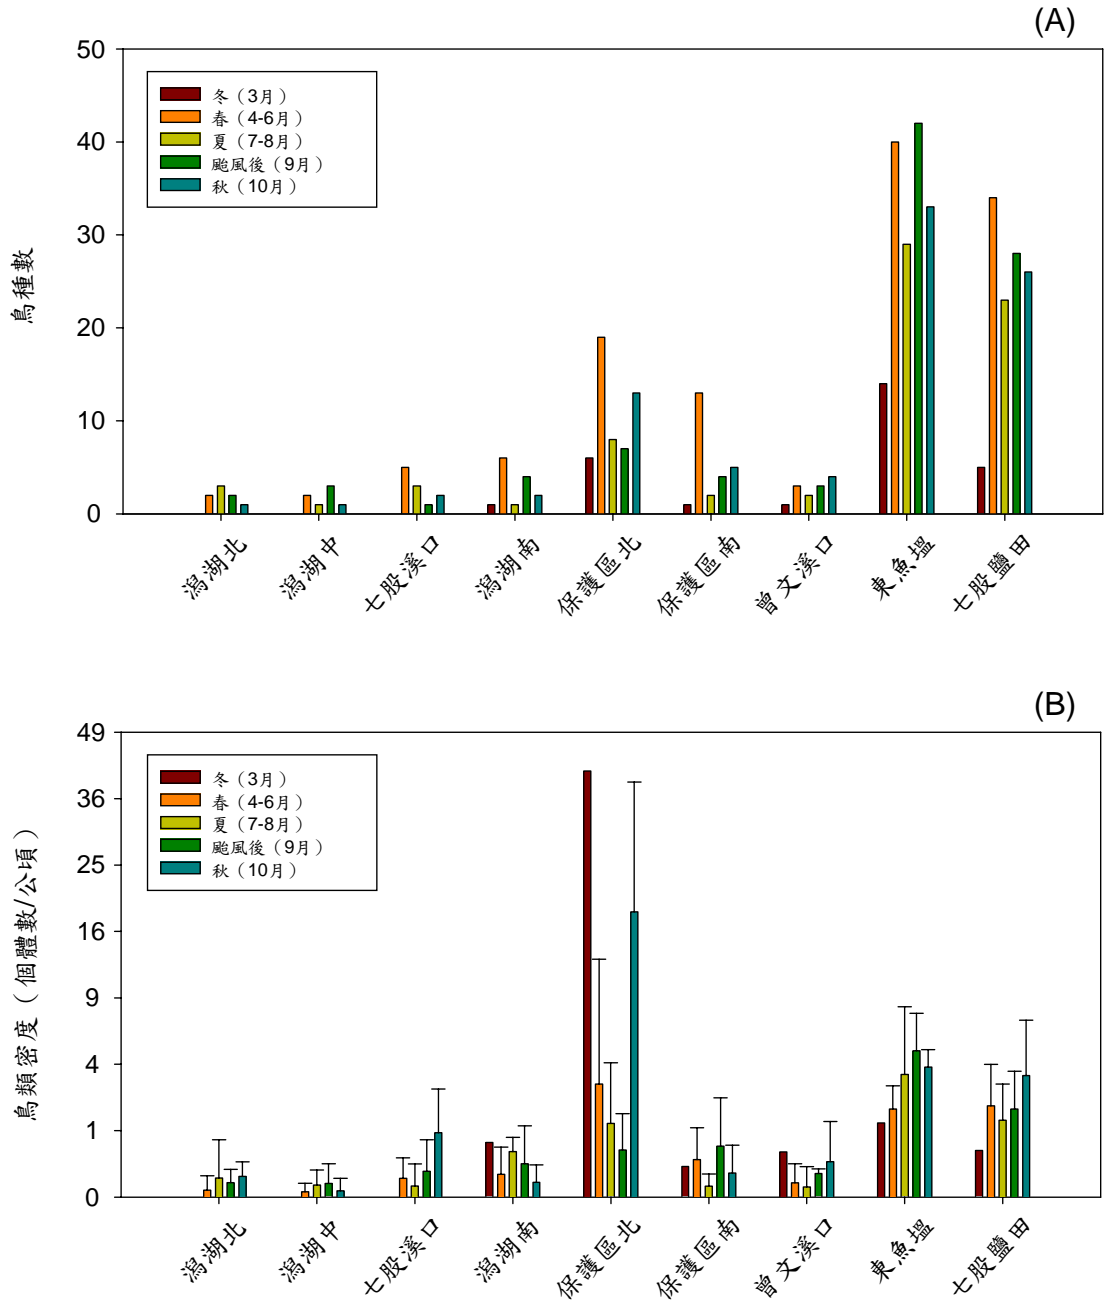 (A)
50
40
30
20
10
0
鳥種數
冬（3月）
春（4-6月）
夏（7-8月）
颱風後（9月）
秋（10月）
潟湖北
潟湖中
七股溪口
潟湖南
保護區北
保護區南
曾文溪口
東魚塭
七股鹽田
(B)
49
36
25
16
9
4
1
0
鳥類密度（個體數/公頃）
冬（3月）
春（4-6月）
夏（7-8月）
颱風後（9月）
秋（10月）
潟湖北
潟湖中
七股溪口
潟湖南
保護區北
保護區南
曾文溪口
東魚塭
七股鹽田